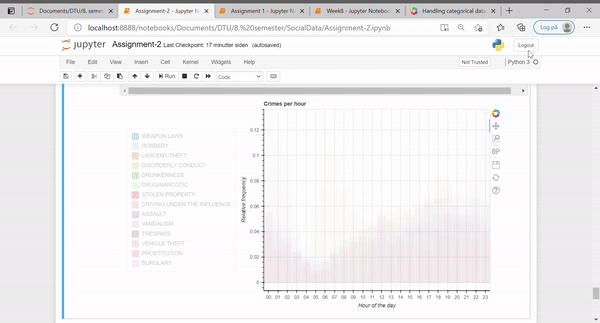 Documents/DTU/8. seme
Assignment-2 - Jupyter N
Assignment 1 - Jupyter N
Week8 - Jupyter Notebook
Handling categorical data
localhost:8888/notebooks/Documents/DTU/8.%20semester/SocialData/Assignment-2.ipynb
Log på
jupyter Assignment-2 Last Checkpoint: 17 minutter siden (autosaved)
Logout
File Edit View Insert Cell Kernel Widgets Help
Not Trusted
Python 3
Run
Code
Crimes per hour
WEAPON LAWS
ROBBERY
LARCENY/THEFT
DISORDERLY CONDUCT
DRUNKENNESS
DRUG/NARCOTIC
STOLEN PROPERTY
DRIVING UNDER THE INFLUENCE
ASSAULT
VANDALISM
TRESPASS
VEHICLE THEFT
PROSTITUTION
BURGLARY
Relative frequency
0.12
0.1
0.08
0.06
0.04
0.02
0
00 01 02 03 04 05 06 07 08 09 10 11 12 13 14 15 16 17 18 19 20 21 22 23
Hour of the day